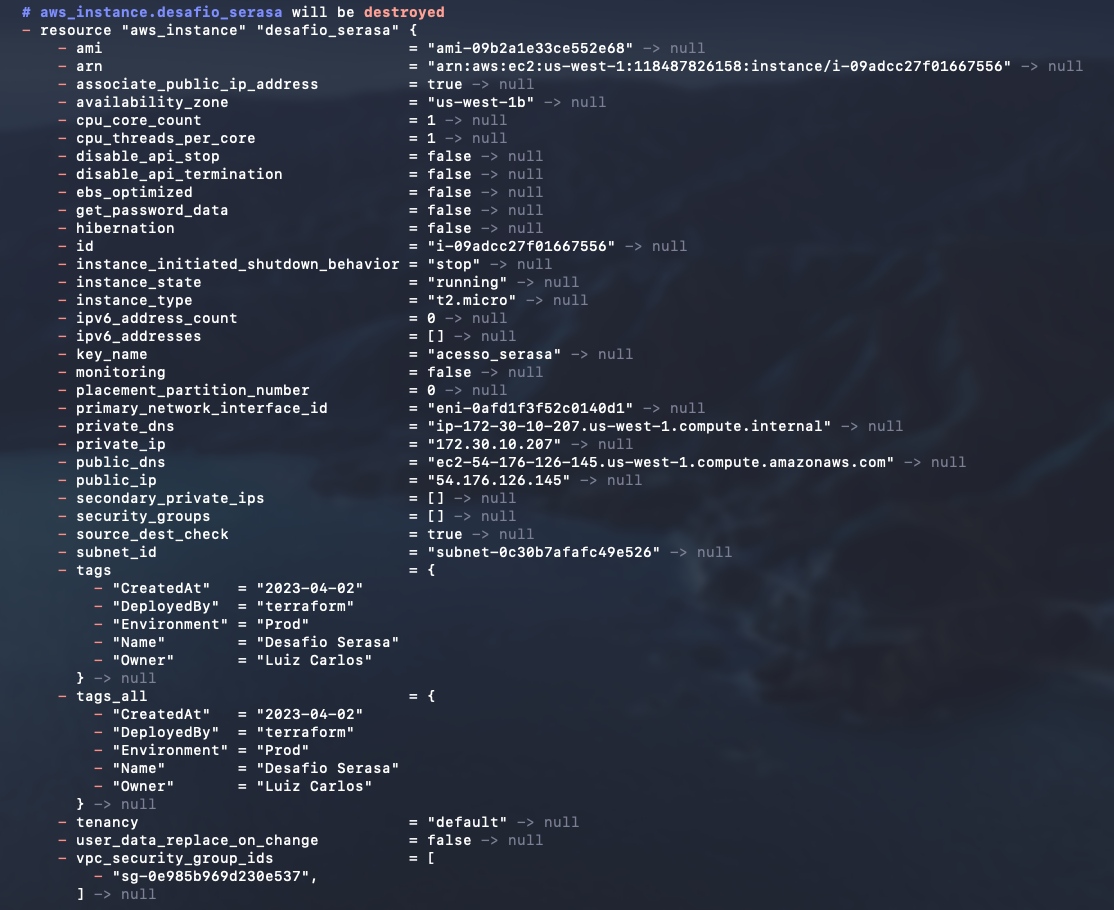 # aws_instance.desafio_serasa will be destroyed
- resource "aws_instance" "desafio_serasa" {
    - ami                                  = "ami-09b2a1e33ce552e68" -> null
    - arn                                  = "arn:aws:ec2:us-west-1:118487826158:instance/i-09adcc27f01667556" -> null
    - associate_public_ip_address          = true -> null
    - availability_zone                    = "us-west-1b" -> null
    - cpu_core_count                       = 1 -> null
    - cpu_threads_per_core                 = 1 -> null
    - disable_api_stop                     = false -> null
    - disable_api_termination              = false -> null
    - ebs_optimized                        = false -> null
    - get_password_data                    = false -> null
    - hibernation                          = false -> null
    - id                                   = "i-09adcc27f01667556" -> null
    - instance_initiated_shutdown_behavior = "stop" -> null
    - instance_state                       = "running" -> null
    - instance_type                        = "t2.micro" -> null
    - ipv6_address_count                   = 0 -> null
    - ipv6_addresses                       = [] -> null
    - key_name                             = "acesso_serasa" -> null
    - monitoring                           = false -> null
    - placement_partition_number           = 0 -> null
    - primary_network_interface_id         = "eni-0afd1f3f52c0140d1" -> null
    - private_dns                          = "ip-172-30-10-207.us-west-1.compute.internal" -> null
    - private_ip                           = "172.30.10.207" -> null
    - public_dns                           = "ec2-54-176-126-145.us-west-1.compute.amazonaws.com" -> null
    - public_ip                            = "54.176.126.145" -> null
    - secondary_private_ips                = [] -> null
    - security_groups                      = [] -> null
    - source_dest_check                    = true -> null
    - subnet_id                            = "subnet-0c30b7afafc49e526" -> null
    - tags                                 = {
        - "CreatedAt"   = "2023-04-02"
        - "DeployedBy"  = "terraform"
        - "Environment" = "Prod"
        - "Name"        = "Desafio Serasa"
        - "Owner"       = "Luiz Carlos"
      } -> null
    - tags_all                             = {
        - "CreatedAt"   = "2023-04-02"
        - "DeployedBy"  = "terraform"
        - "Environment" = "Prod"
        - "Name"        = "Desafio Serasa"
        - "Owner"       = "Luiz Carlos"
      } -> null
    - tenancy                              = "default" -> null
    - user_data_replace_on_change          = false -> null
    - vpc_security_group_ids               = [
        - "sg-0e985b969d230e537",
      ] -> null